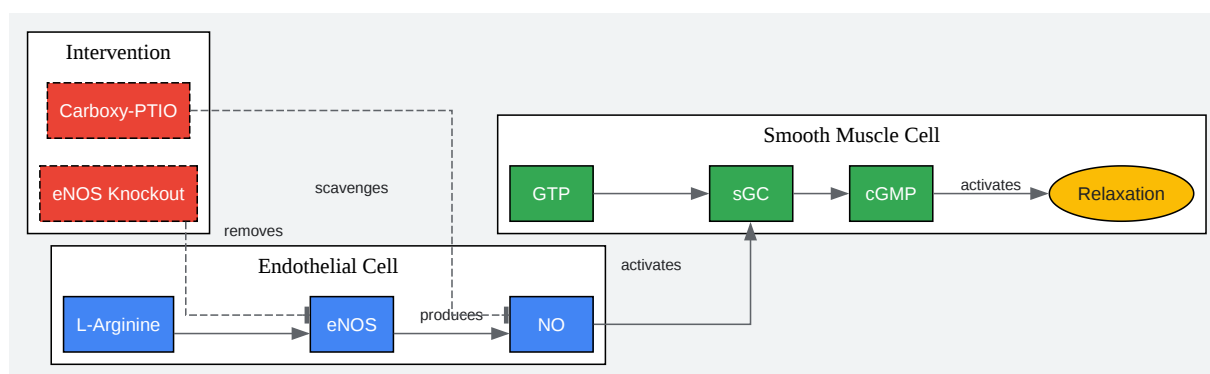 Intervention
Carboxy-PTIO
eNOS Knockout
scavenges
removes
Smooth Muscle Cell
GTP
sGC
cGMP
activates
Relaxation
Endothelial Cell
activates
L-Arginine
eNOS
produces
NO